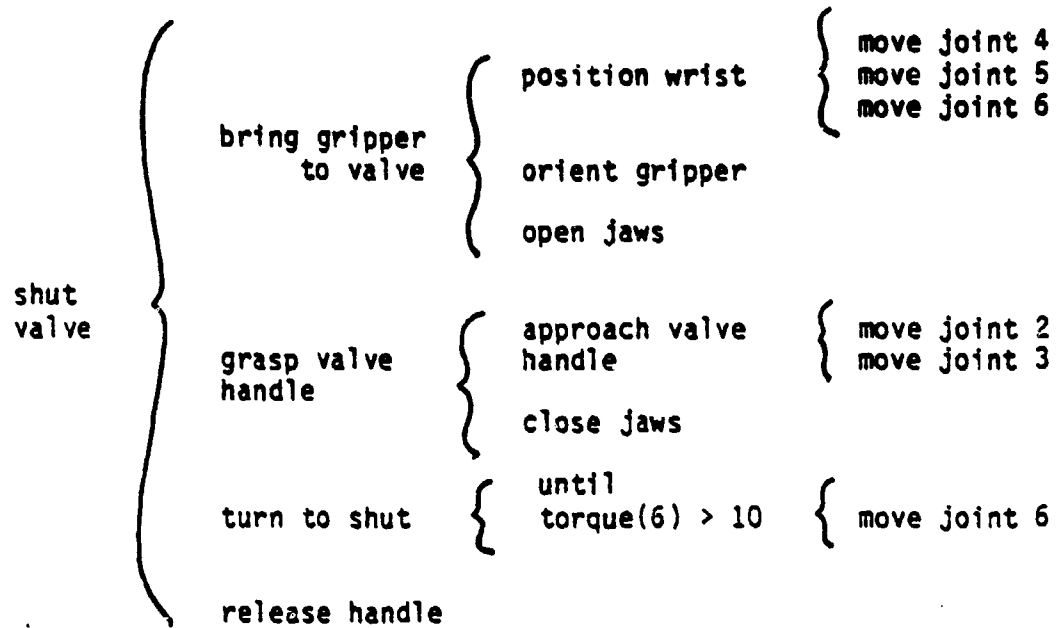 shut
valve
bring gripper
to valve
position wrist
move joint 4
move joint 5
move joint 6
orient gripper
open jaws
grasp valve
handle
approach valve
handle
move joint 2
move joint 3
close jaws
turn to shut
until
torque(6) > 10
move joint 6
release handle